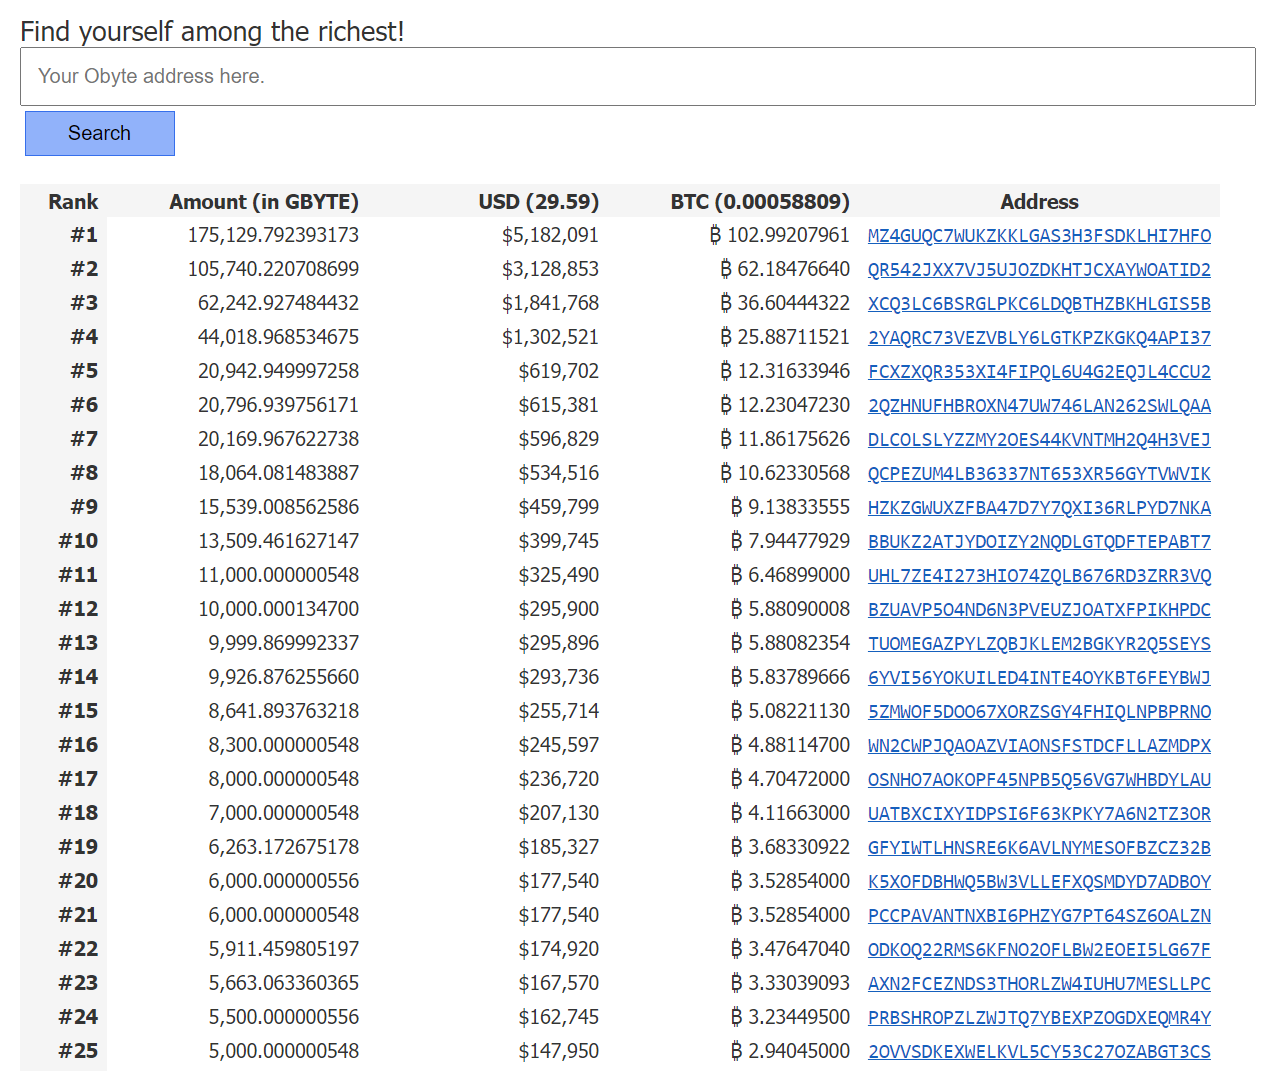 Find yourself among the richest!
Your Obyte address here.
Search
Rank Amount (in GBYTE) USD (29.59) BTC (0.00058809) Address
#1 175,129.792393173 $5,182,091 ₿ 102.99207961 MZ4GUQC7WUKZKKLGAS3H3FSDKLHI7HFO
#2 105,740.220708699 $3,128,853 ₿ 62.18476640 QR542JXX7VJ5UJOZDKHTJCXAYWOATID2
#3 62,242.927484432 $1,841,768 ₿ 36.60444322 XCQ3LC6BSRGLPKC6LDQBTHZBKHLGIS5B
#4 44,018.968534675 $1,302,521 ₿ 25.88711521 2YAQRC73VEZVBLY6LGTKPZKGKQ4API37
#5 20,942.949997258 $619,702 ₿ 12.31633946 FCXZXQR353XI4FIPQL6U4G2EQJL4CCU2
#6 20,796.939756171 $615,381 ₿ 12.23047230 2QZHNUFHBROXN47UW746LAN262SWLQAA
#7 20,169.967622738 $596,829 ₿ 11.86175626 DLCOLSLYZZMY2OES44KVNTMH2Q4H3VEJ
#8 18,064.081483887 $534,516 ₿ 10.62330568 QCPEZUM4LB36337NT653XR56GYTVWVIK
#9 15,539.008562586 $459,799 ₿ 9.13833555 HZKZGWUXZFBA47D7Y7QXI36RLPYD7NKA
#10 13,509.461627147 $399,745 ₿ 7.94477929 BBUKZ2ATJYDOIZY2NQDLGTQDFTEPABT7
#11 11,000.000000548 $325,490 ₿ 6.46899000 UHL7ZE4I273HIO74ZQLB676RD3ZRR3VQ
#12 10,000.000134700 $295,900 ₿ 5.88090008 BZUAVP5O4ND6N3PVEUZJOATXFPIKHPDC
#13 9,999.869992337 $295,896 ₿ 5.88082354 TUOMEGAZPYLZQBJKLEM2BGKYR2Q5SEYS
#14 9,926.876255660 $293,736 ₿ 5.83789666 6YVI56YOKUILED4INTE4OYKBT6FEYBWJ
#15 8,641.893763218 $255,714 ₿ 5.08221130 5ZMWOF5DOO67XORZSGY4FHIQLNPBPRNO
#16 8,300.000000548 $245,597 ₿ 4.88114700 WN2CWPJQAOAZVIAONSFSTDCFLLAZMDPX
#17 8,000.000000548 $236,720 ₿ 4.70472000 OSNHO7AOKOPF45NPB5Q56VG7WHBDYLAU
#18 7,000.000000548 $207,130 ₿ 4.11663000 UATBXCIXYIDPSI6F63KPKY7A6N2TZ3OR
#19 6,263.172675178 $185,327 ₿ 3.68330922 GFYIWTLHNSRE6K6AVLNYMESOFBZCZ32B
#20 6,000.000000556 $177,540 ₿ 3.52854000 K5XOFDBHWQ5BW3VLLEFXQSMDYD7ADBOY
#21 6,000.000000548 $177,540 ₿ 3.52854000 PCCPAVANTNXBI6PHZYG7PT64SZ6OALZN
#22 5,911.459805197 $174,920 ₿ 3.47647040 ODKOQ22RMS6KFNO2OFLBW2EOEI5LG67F
#23 5,663.063360365 $167,570 ₿ 3.33039093 AXN2FCEZNDS3THORLZW4IUHU7MESLLPC
#24 5,500.000000556 $162,745 ₿ 3.23449500 PRBSHROPZLZWJTQ7YBEXPZOGDXEQMR4Y
#25 5,000.000000548 $147,950 ₿ 2.94045000 2OVVSDKEXWELKVL5CY53C27OZABGT3CS